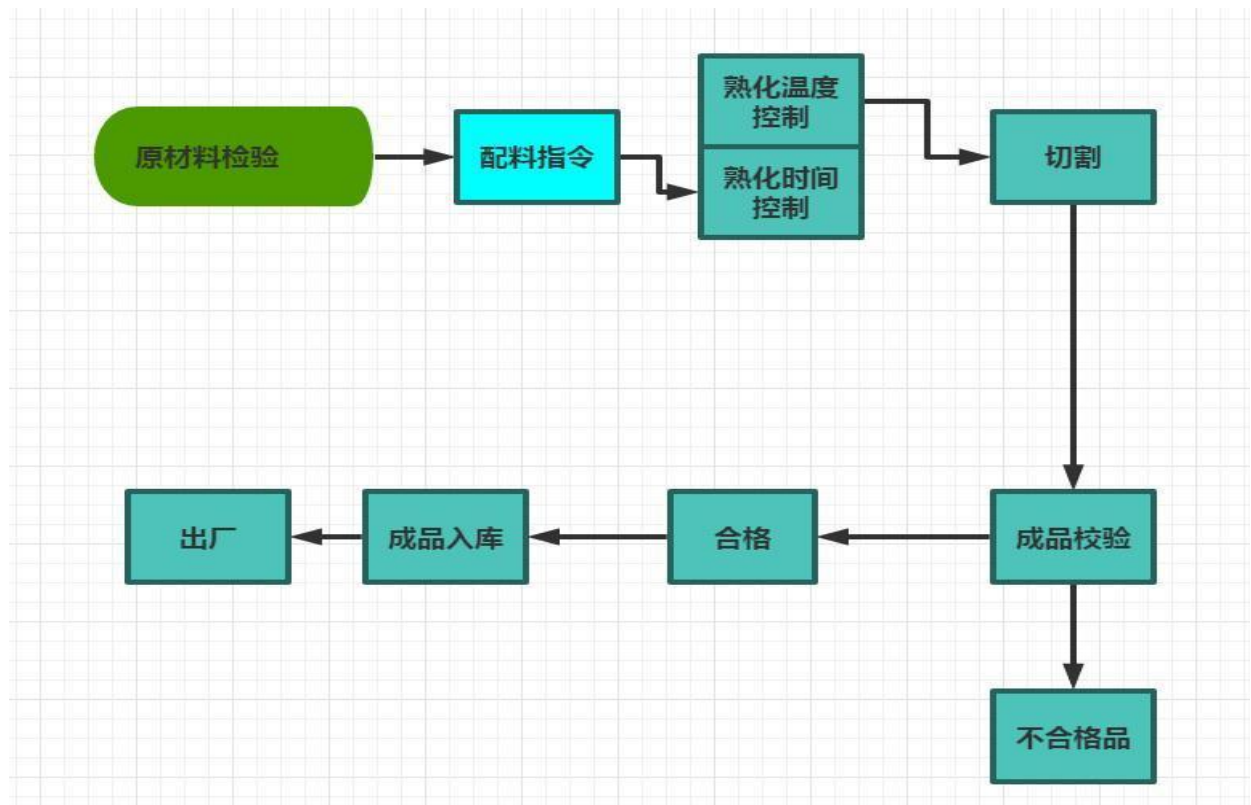 原材料检验
配料指令
熟化温度
控制
熟化时间
控制
切割
成品校验
合格
成品入库
出厂
不合格品